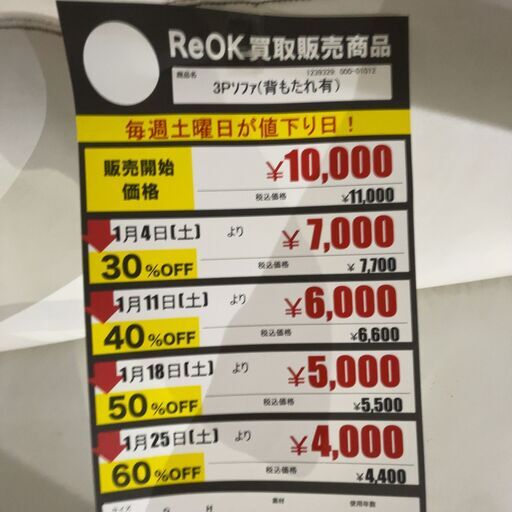 ReOK買取販売商品
商品名
1239329 000-01012
3Pソファ(背もたれ有)
毎週土曜日が値下り日！
販売開始
価格
¥10,000
税込価格
¥11,000
1月4日(土) より
¥7,000
30%OFF
税込価格
¥7,700
1月11日(土) より
¥6,000
40%OFF
税込価格
¥6,600
1月18日(土) より
¥5,000
50%OFF
税込価格
¥5,500
1月25日(土) より
¥4,000
60%OFF
税込価格
¥4,400
サイズ
素材
使用年数